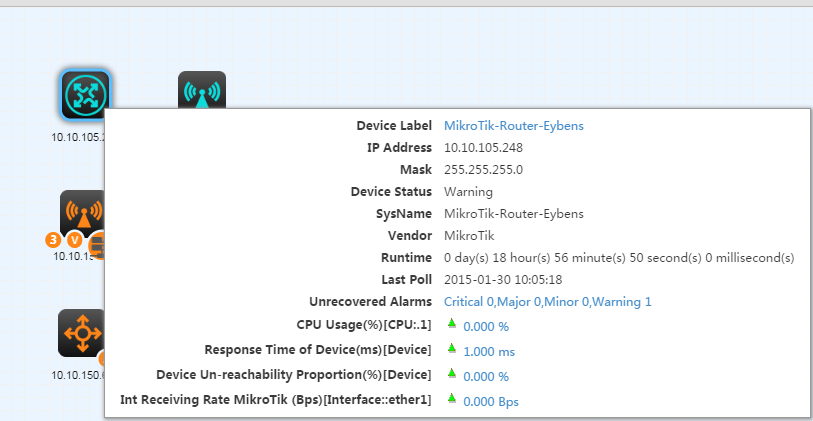 10.10.105.2
Device Label MikroTik-Router-Eybens
IP Address 10.10.105.248
Mask 255.255.255.0
Device Status Warning
SysName MikroTik-Router-Eybens
3 V
Vendor MikroTik
10.10.15
Runtime 0 day(s) 18 hour(s) 56 minute(s) 50 second(s) 0 millisecond(s)
Last Poll 2015-01-30 10:05:18
Unrecovered Alarms Critical 0,Major 0,Minor 0,Warning 1
CPU Usage(%)[CPU:.1] 0.000 %
Response Time of Device(ms)[Device] 1.000 ms
10.10.150.
Device Un-reachability Proportion(%)[Device] 0.000 %
Int Receiving Rate MikroTik (Bps)[Interface::ether1] 0.000 Bps